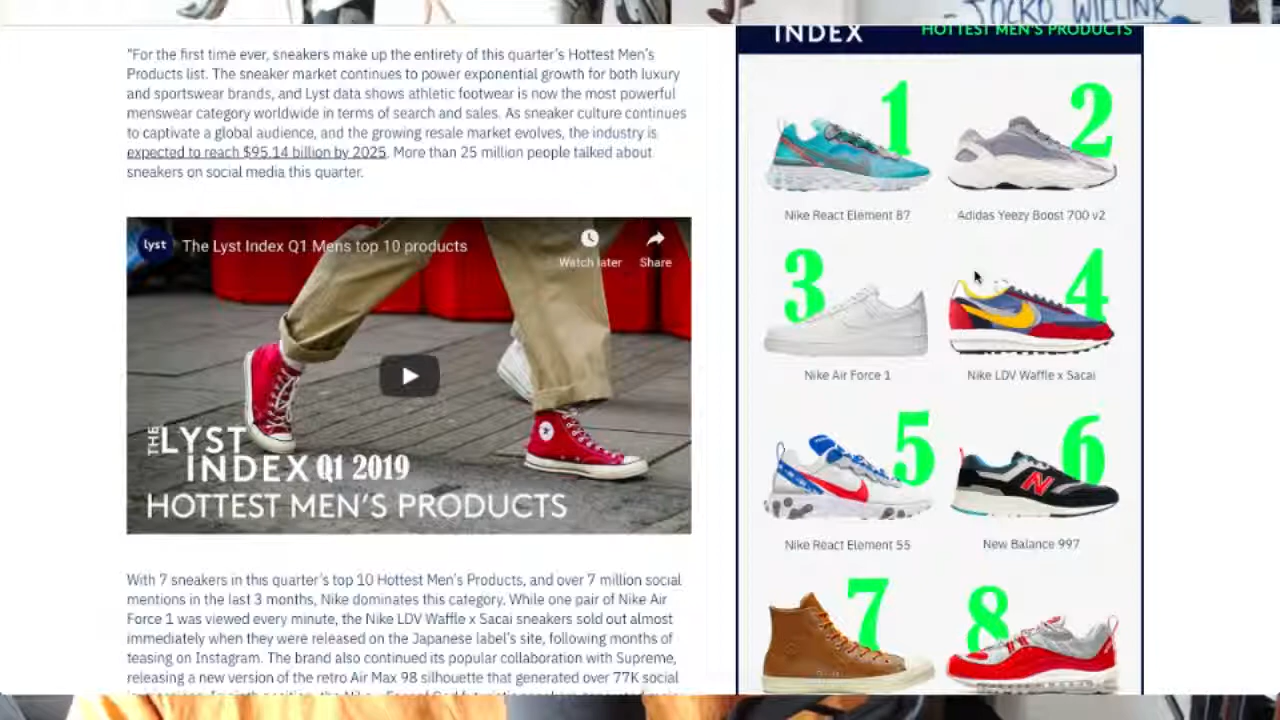 - JOCKO WILLINK
"For the first time ever, sneakers make up the entirety of this quarter's Hottest Men's
Products list. The sneaker market continues to power exponential growth for both luxury
and sportswear brands, and Lyst data shows athletic footwear is now the most powerful
menswear category worldwide in terms of search and sales. As sneaker culture continues
to captivate a global audience, and the growing resale market evolves, the industry is
expected to reach $95.14 billion by 2025. More than 25 million people talked about
sneakers on social media this quarter.
lyst
The Lyst Index Q1 Mens top 10 products
Watch later
Share
THE LYST
INDEX Q1 2019
HOTTEST MEN'S PRODUCTS
With 7 sneakers in this quarter's top 10 Hottest Men's Products, and over 7 million social
mentions in the last 3 months, Nike dominates this category. While one pair of Nike Air
Force 1 was viewed every minute, the Nike LDV Waffle x Sacai sneakers sold out almost
immediately when they were released on the Japanese label's site, following months of
teasing on Instagram. The brand also continued its popular collaboration with Supreme,
releasing a new version of the retro Air Max 98 silhouette that generated over 77K social
INDEX
HOTTEST MEN'S PRODUCTS
1
Nike React Element 87
2
Adidas Yeezy Boost 700 v2
3
Nike Air Force 1
4
Nike LDV Waffle x Sacai
5
Nike React Element 55
6
N
New Balance 997
7
8